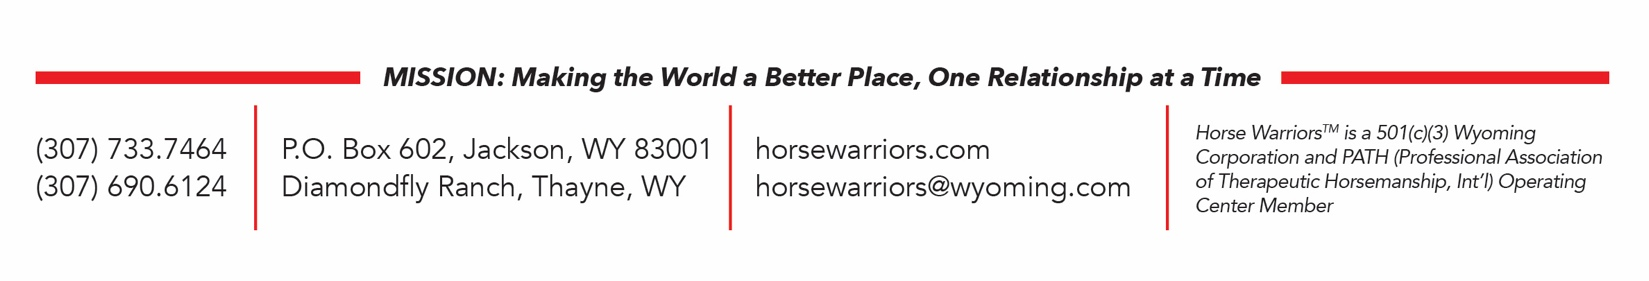 MISSION: Making the World a Better Place, One Relationship at a Time
(307) 733.7464
(307) 690.6124
P.O. Box 602, Jackson, WY 83001
Diamondfly Ranch, Thayne, WY
horsewarriors.com
horsewarriors@wyoming.com
Horse Warriors™ is a 501(c)(3) Wyoming
Corporation and PATH (Professional Association
of Therapeutic Horsemanship, Int'l) Operating
Center Member